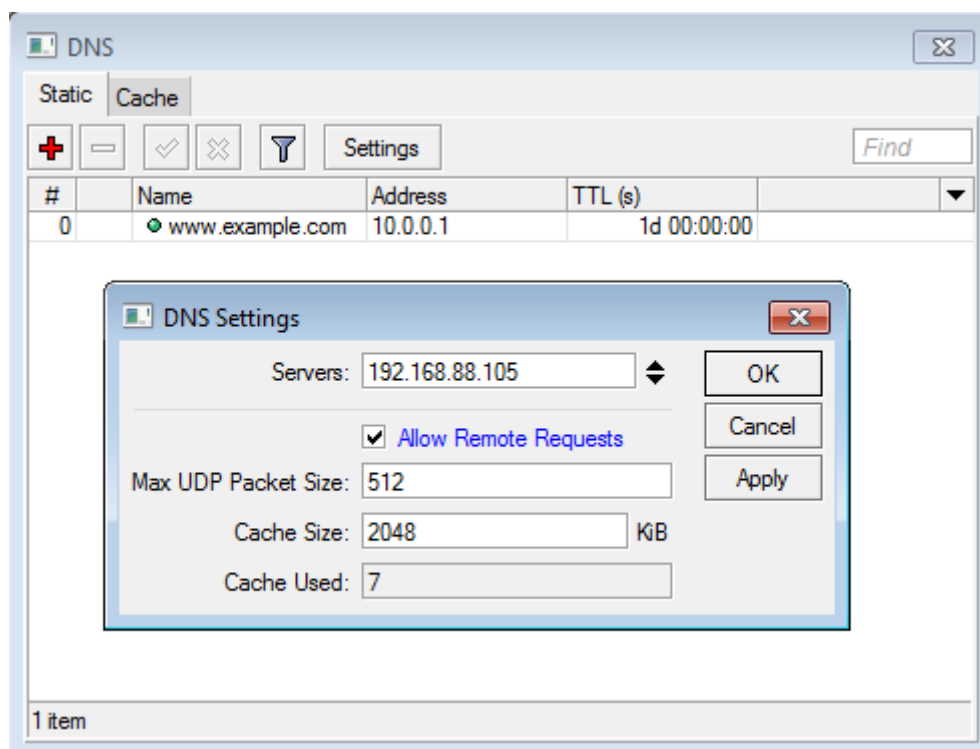 DNS
Static Cache
Settings Find
# Name Address TTL (s)
0 www.example.com 10.0.0.1 1d 00:00:00
DNS Settings
Servers: 192.168.88.105 OK
Allow Remote Requests Cancel
Max UDP Packet Size: 512 Apply
Cache Size: 2048 KiB
Cache Used: 7
1 item